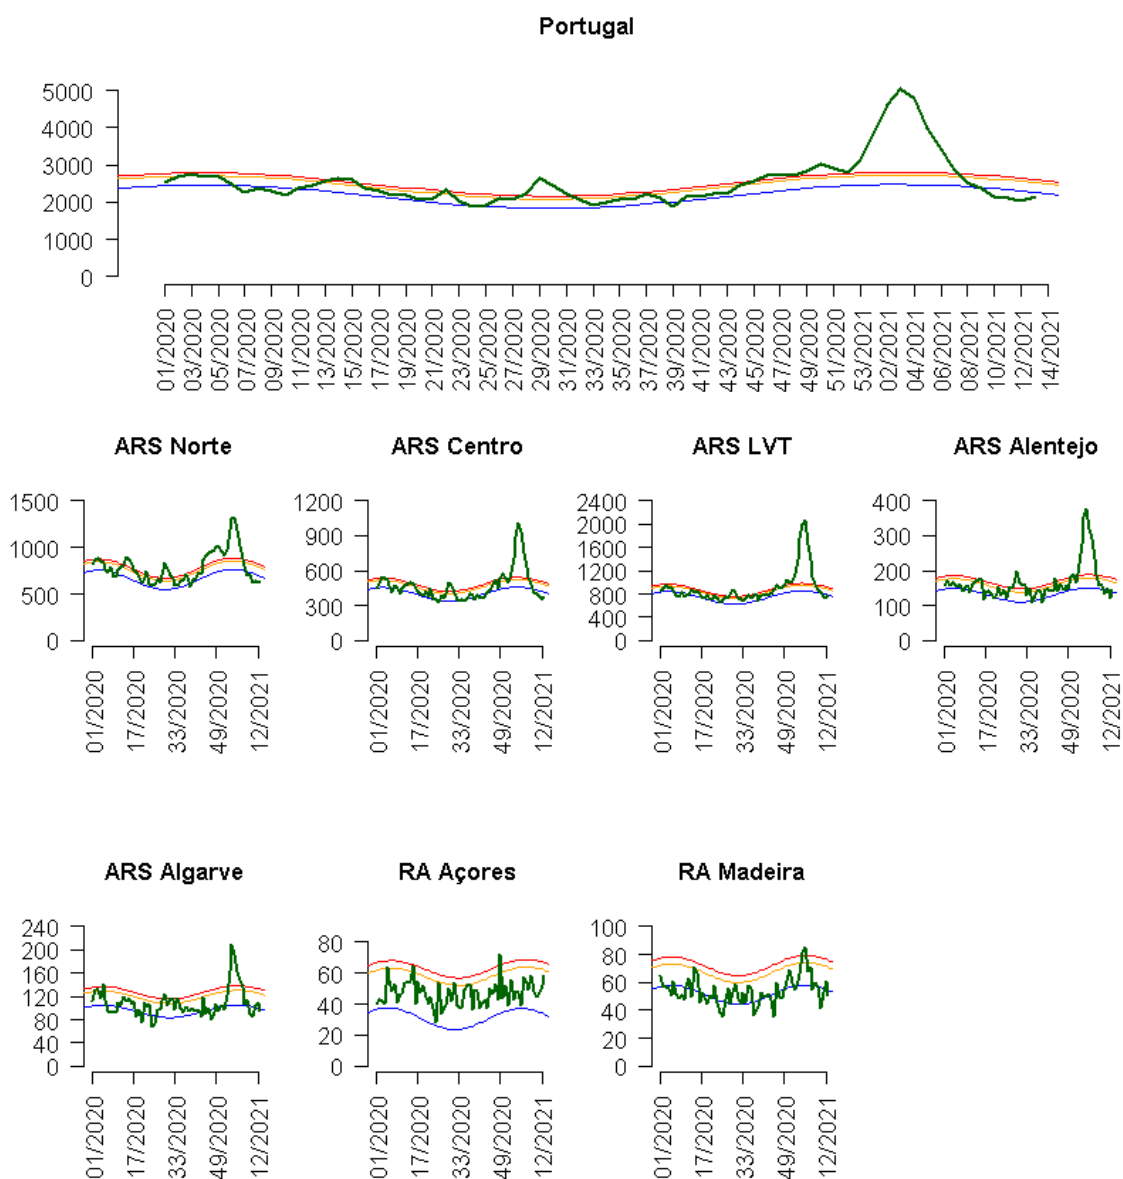 Portugal
5000
4000
3000
2000
1000
0
01/2020 03/2020 05/2020 07/2020 09/2020 11/2020 13/2020 15/2020 17/2020 19/2020 21/2020 23/2020 25/2020 27/2020 29/2020 31/2020 33/2020 35/2020 37/2020 39/2020 41/2020 43/2020 45/2020 47/2020 49/2020 51/2020 53/2021 02/2021 04/2021 06/2021 08/2021 10/2021 12/2021 14/2021
ARS Norte
1500
1000
500
0
01/2020 17/2020 33/2020 49/2020 12/2021
ARS Centro
1200
900
600
300
0
01/2020 17/2020 33/2020 49/2020 12/2021
ARS LVT
2400
2000
1600
1200
800
400
0
01/2020 17/2020 33/2020 49/2020 12/2021
ARS Alentejo
400
300
200
100
0
01/2020 17/2020 33/2020 49/2020 12/2021
ARS Algarve
240
200
160
120
80
40
0
01/2020 17/2020 33/2020 49/2020 12/2021
RA Açores
80
60
40
20
0
01/2020 17/2020 33/2020 49/2020 12/2021
RA Madeira
100
80
60
40
20
0
01/2020 17/2020 33/2020 49/2020 12/2021